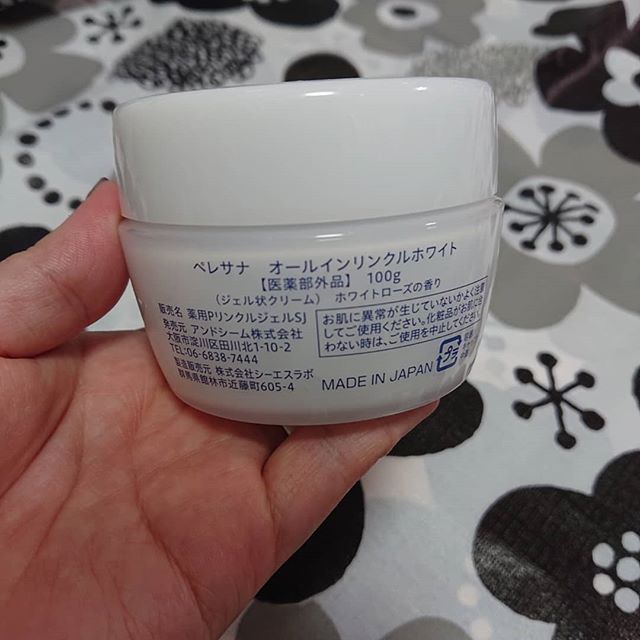 ペレサナ オールインリンクルホワイト
【医薬部外品】 100g
(ジェル状クリーム) ホワイトローズの香り
販売名 薬用PリンクルジェルSJ
発売元 アンドシーム株式会社
大阪市淀川区田川北1-10-2
TEL:06-6838-7444
製造販売元 株式会社シーエスラボ
群馬県館林市近藤町605-4
お肌に異常が生じていないかよく注意
してご使用ください。化粧品がお肌に合
わない時は、ご使用を中止してください。
MADE IN JAPAN
プラ